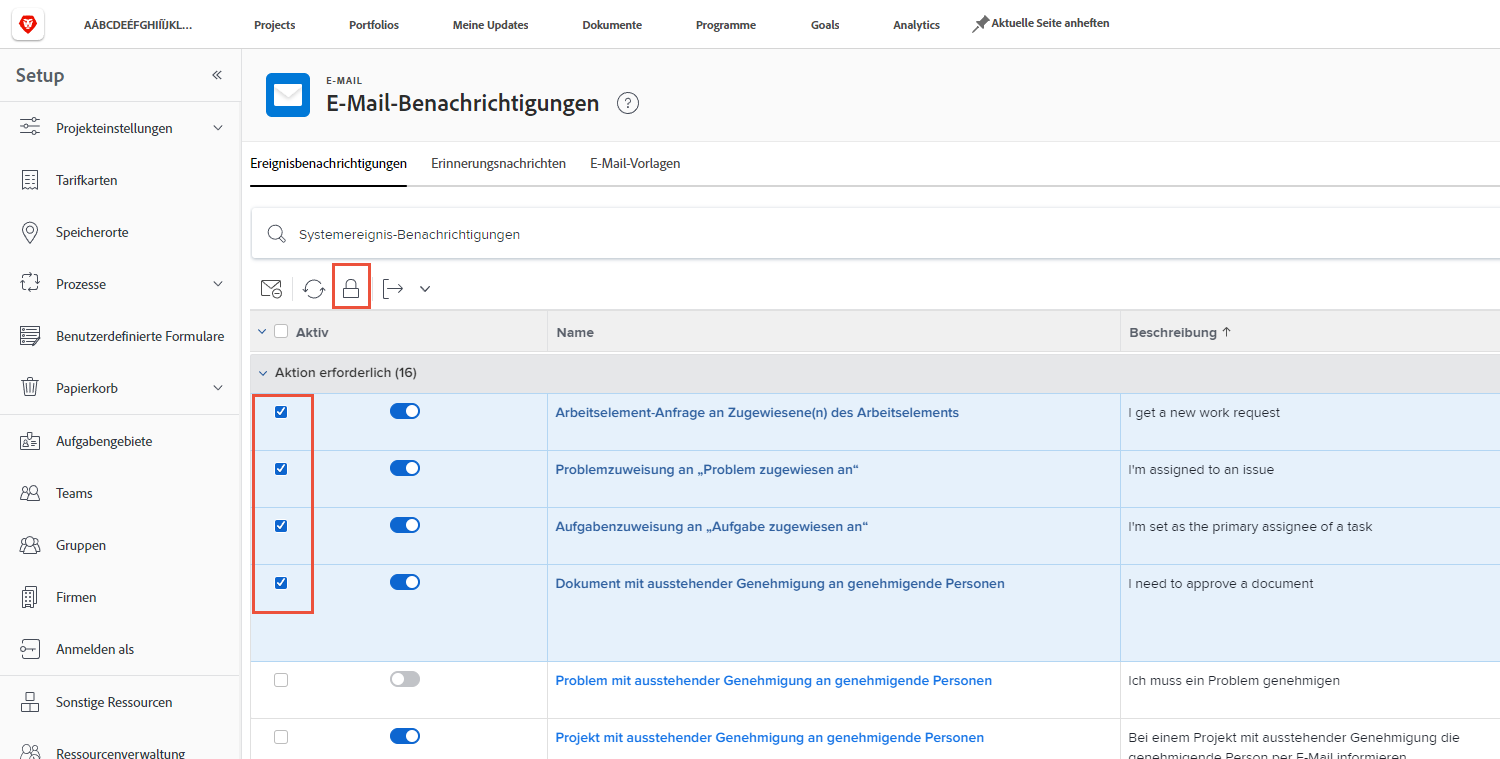 AÁBCDEÉFGHIÍÏJKL...
Projects
Portfolios
Meine Updates
Dokumente
Programme
Goals
Analytics
Aktuelle Seite anheften
Setup
Projekteinstellungen
Tarifkarten
Speicherorte
Prozesse
Benutzerdefinierte Formulare
Papierkorb
Aufgabengebiete
Teams
Gruppen
Firmen
Anmelden als
Sonstige Ressourcen
Ressourcenverwaltung
E-MAIL
E-Mail-Benachrichtigungen ?
Ereignisbenachrichtigungen
Erinnerungsnachrichten
E-Mail-Vorlagen
Systemereignis-Benachrichtigungen
Aktiv Name Beschreibung ↑
Aktion erforderlich (16)
Arbeitselement-Anfrage an Zugewiesene(n) des Arbeitselements I get a new work request
Problemzuweisung an „Problem zugewiesen an“ I'm assigned to an issue
Aufgabenzuweisung an „Aufgabe zugewiesen an“ I'm set as the primary assignee of a task
Dokument mit ausstehender Genehmigung an genehmigende Personen I need to approve a document
Problem mit ausstehender Genehmigung an genehmigende Personen Ich muss ein Problem genehmigen
Projekt mit ausstehender Genehmigung an genehmigende Personen Bei einem Projekt mit ausstehender Genehmigung die
genehmigende Person per E-Mail informieren